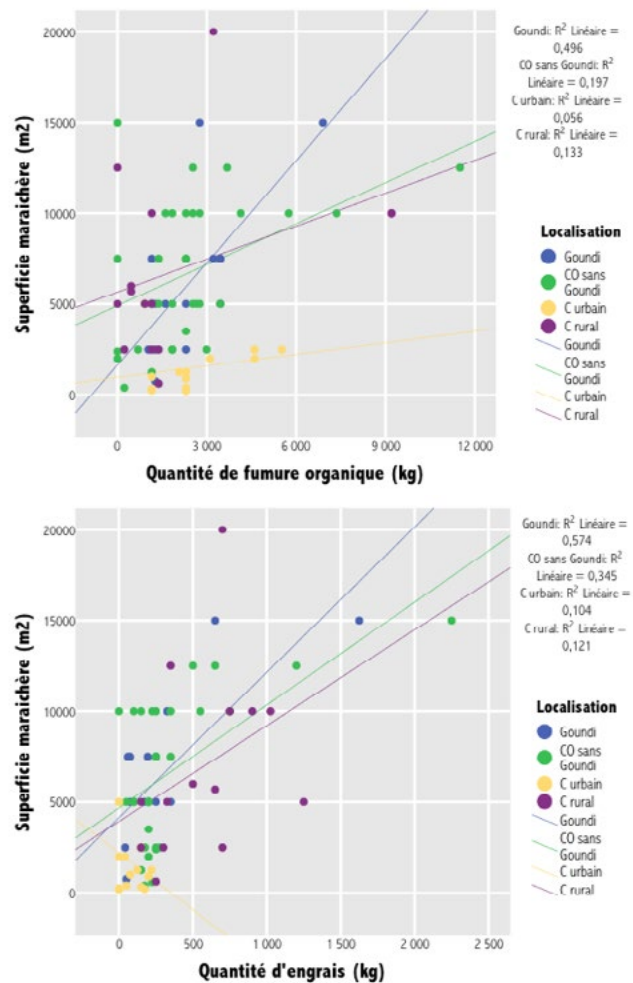 20000
15000
10000
5000
0
Superficie maraichère (m2)
0
3 000
6 000
9 000
12 000
Quantité de fumure organique (kg)
Goundi: R² Linéaire =
0,496
CO sans Goundi: R²
Linéaire = 0,197
C urbain: R² Linéaire =
0,056
C rural: R² Linéaire =
0,133
Localisation
Goundi
CO sans
Goundi
C urbain
C rural
Goundi
CO sans
Goundi
C urbain
C rural
20000
15000
10000
5000
0
Superficie maraichère (m2)
0
500
1 000
1 500
2 000
2 500
Quantité d'engrais (kg)
Goundi: R² Linéaire =
0,574
CO sans Goundi: R²
Linéaire = 0,345
C urbain: R² Linéaire =
0,104
C rural: R² Linéaire –
0,121
Localisation
Goundi
CO sans
Goundi
C urbain
C rural
Goundi
CO sans
Goundi
C urbain
C rural